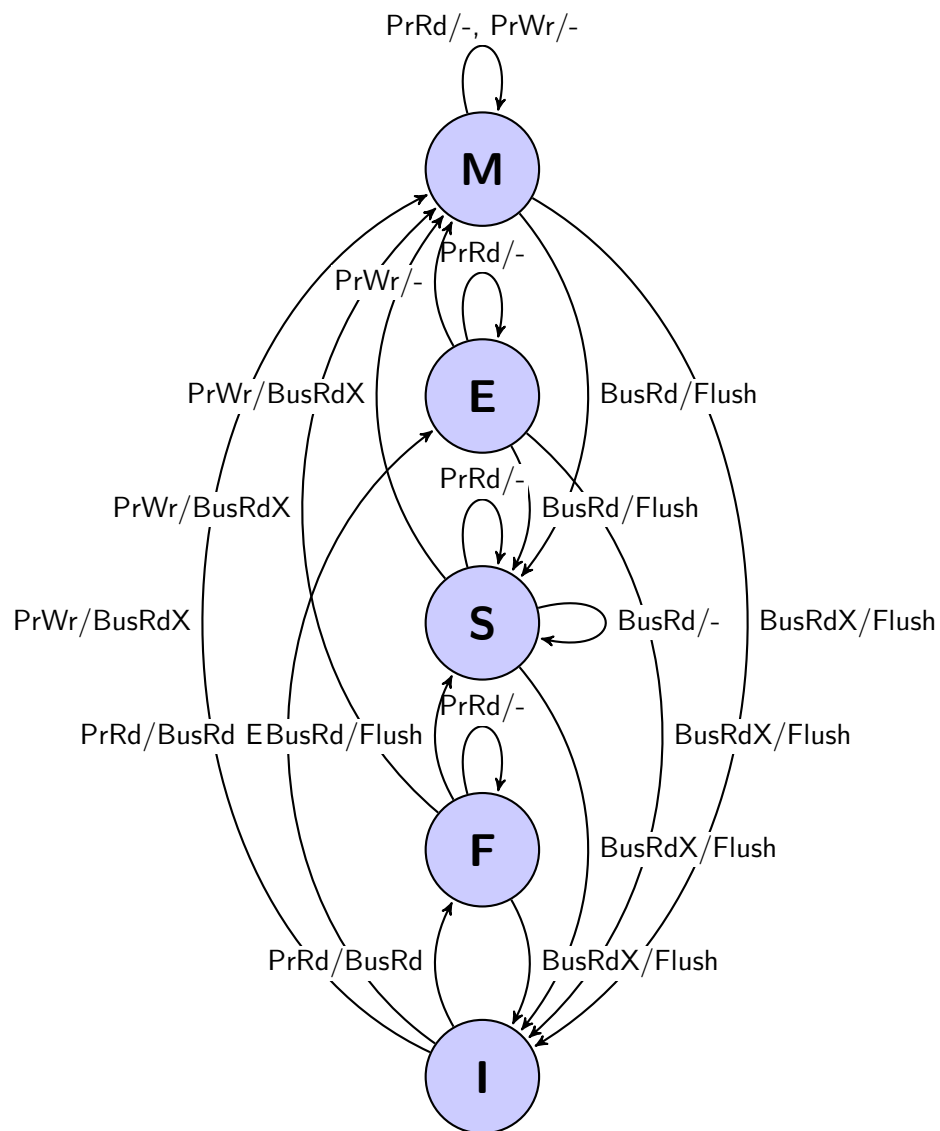 PrRd/-, PrWr/-
M
PrRd/-
PrWr/-
PrWr/BusRdX
E
BusRd/Flush
PrRd/-
PrWr/BusRdX
BusRd/Flush
PrWr/BusRdX
S
BusRd/-
BusRdX/Flush
PrRd/-
PrRd/BusRd E
BusRd/Flush
BusRdX/Flush
F
BusRdX/Flush
PrRd/BusRd
BusRdX/Flush
I